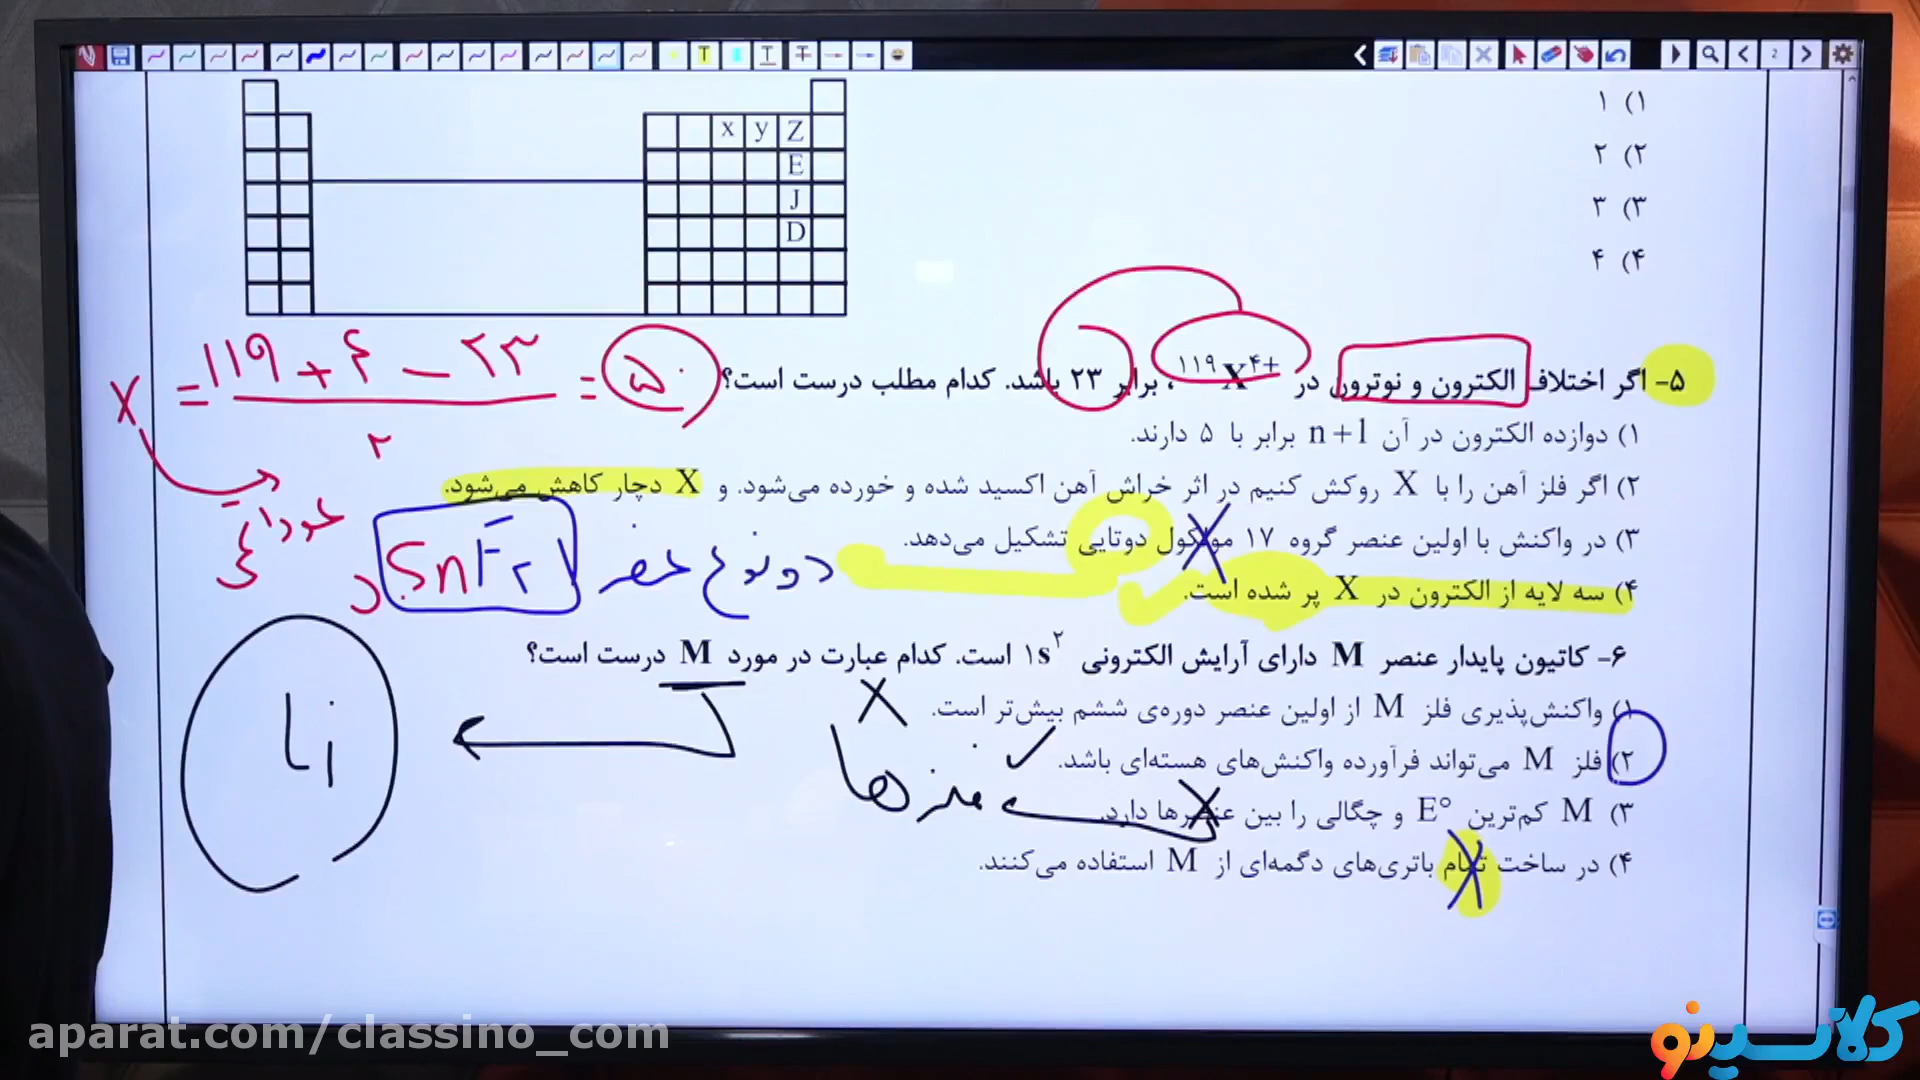 x y Z
E
J
D
۱) ۱
۲) ۲
۳) ۳
۴) ۴
۵- اگر اختلاف الکترون و نوترون در ¹¹⁹X⁴⁺، برابر ۲۳ باشد. کدام مطلب درست است؟
۱) دوازده الکترون در آن n+1 برابر با ۵ دارند.
۲) اگر فلز آهن را با X روکش کنیم در اثر خراش آهن اکسید شده و خورده می‌شود. و X دچار کاهش می‌شود.
۳) در واکنش با اولین عنصر گروه ۱۷ مولکول دوتایی تشکیل می‌دهد.
۴) سه لایه از الکترون در X پر شده است.
X = ۱۱۹ + ۴ - ۲۳ = ۵۰
۲
SnF₂
دو نوع عنصر
۶- کاتیون پایدار عنصر M دارای آرایش الکترونی 1s² است. کدام عبارت در مورد M درست است؟
۱) واکنش‌پذیری فلز M از اولین عنصر دوره‌ی ششم بیش‌تر است.
۲) فلز M می‌تواند فرآورده واکنش‌های هسته‌ای باشد.
۳) M کم‌ترین E° و چگالی را بین عنصرها دارد.
۴) در ساخت تمام باتری‌های دگمه‌ای از M استفاده می‌کنند.
Li
فلزها
aparat.com/classino_com
کلاسینو